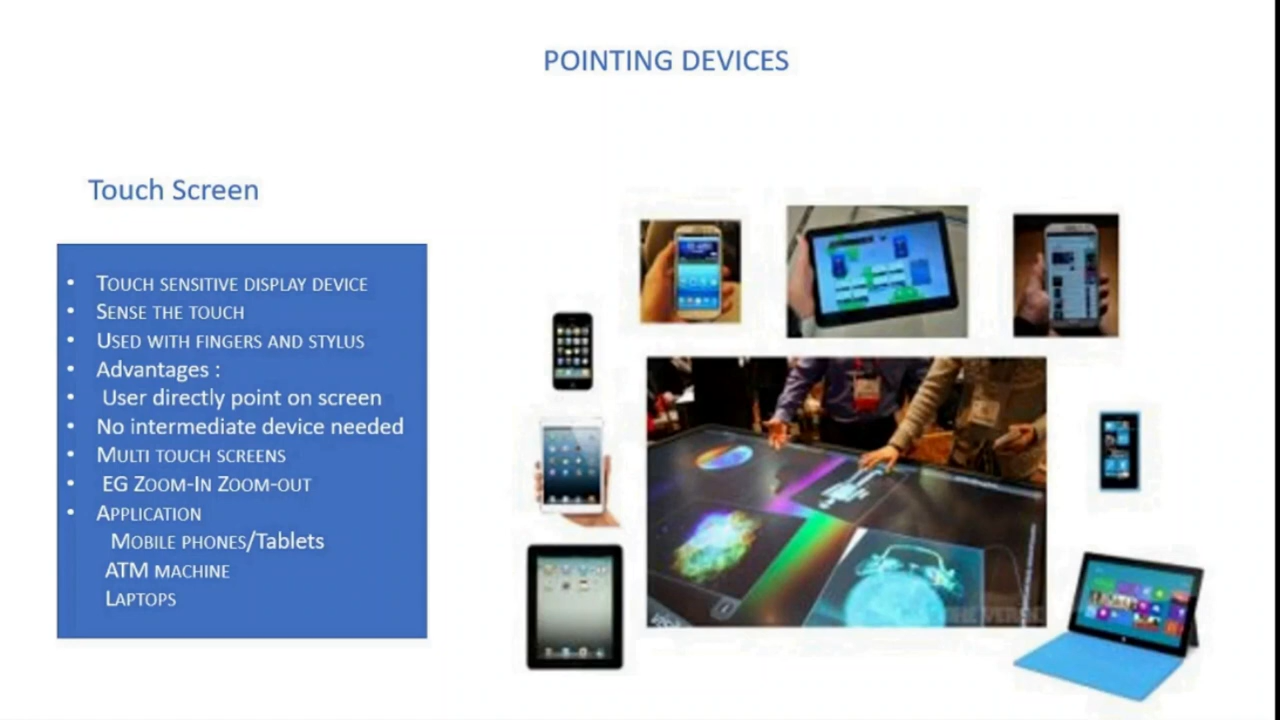 POINTING DEVICES
Touch Screen
• TOUCH SENSITIVE DISPLAY DEVICE
• SENSE THE TOUCH
• USED WITH FINGERS AND STYLUS
• Advantages :
• User directly point on screen
• No intermediate device needed
• MULTI TOUCH SCREENS
• EG ZOOM-IN ZOOM-OUT
• APPLICATION
MOBILE PHONES/Tablets
ATM MACHINE
LAPTOPS